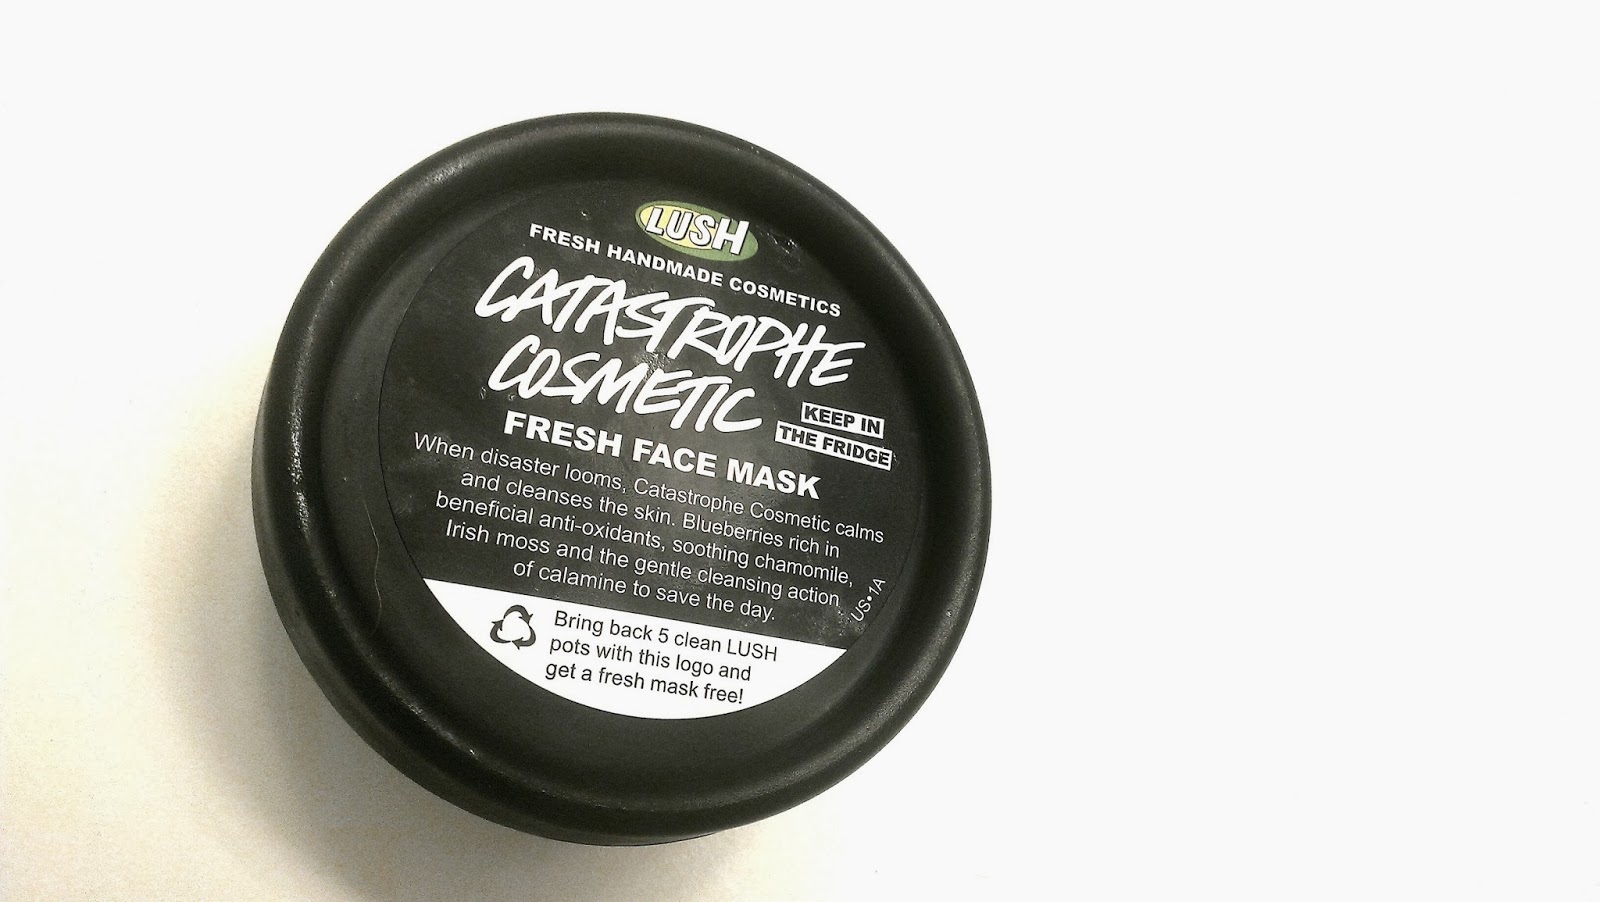 LUSH
FRESH HANDMADE COSMETICS
CATASTROPHE
COSMETIC
KEEP IN
THE FRIDGE
FRESH FACE MASK
When disaster looms, Catastrophe Cosmetic calms
and cleanses the skin. Blueberries rich in
beneficial anti-oxidants, soothing chamomile,
Irish moss and the gentle cleansing action
of calamine to save the day.
US•1A
Bring back 5 clean LUSH
pots with this logo and
get a fresh mask free!